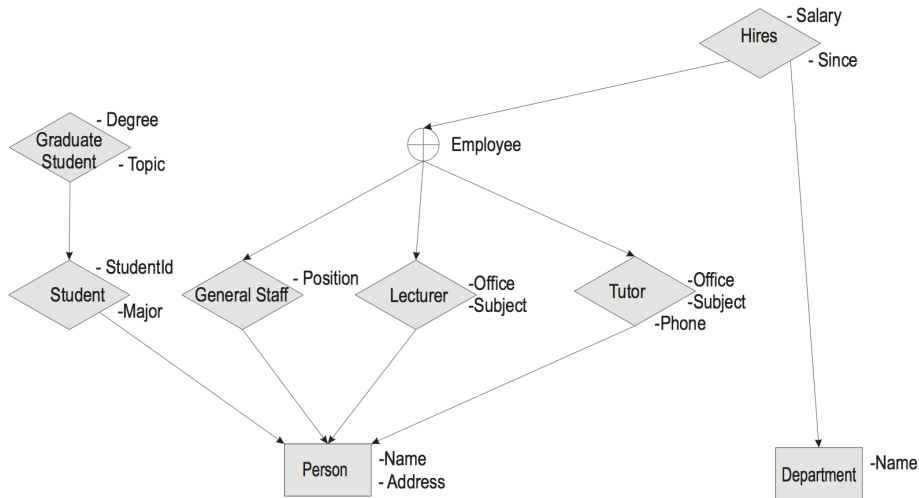 - Salary
Hires
- Since
- Degree
Graduate
Student
- Topic
Employee
- StudentId
Student
-Major
- Position
General Staff
Lecturer
-Office
-Subject
Tutor
-Office
-Subject
-Phone
Person
-Name
- Address
Department
-Name